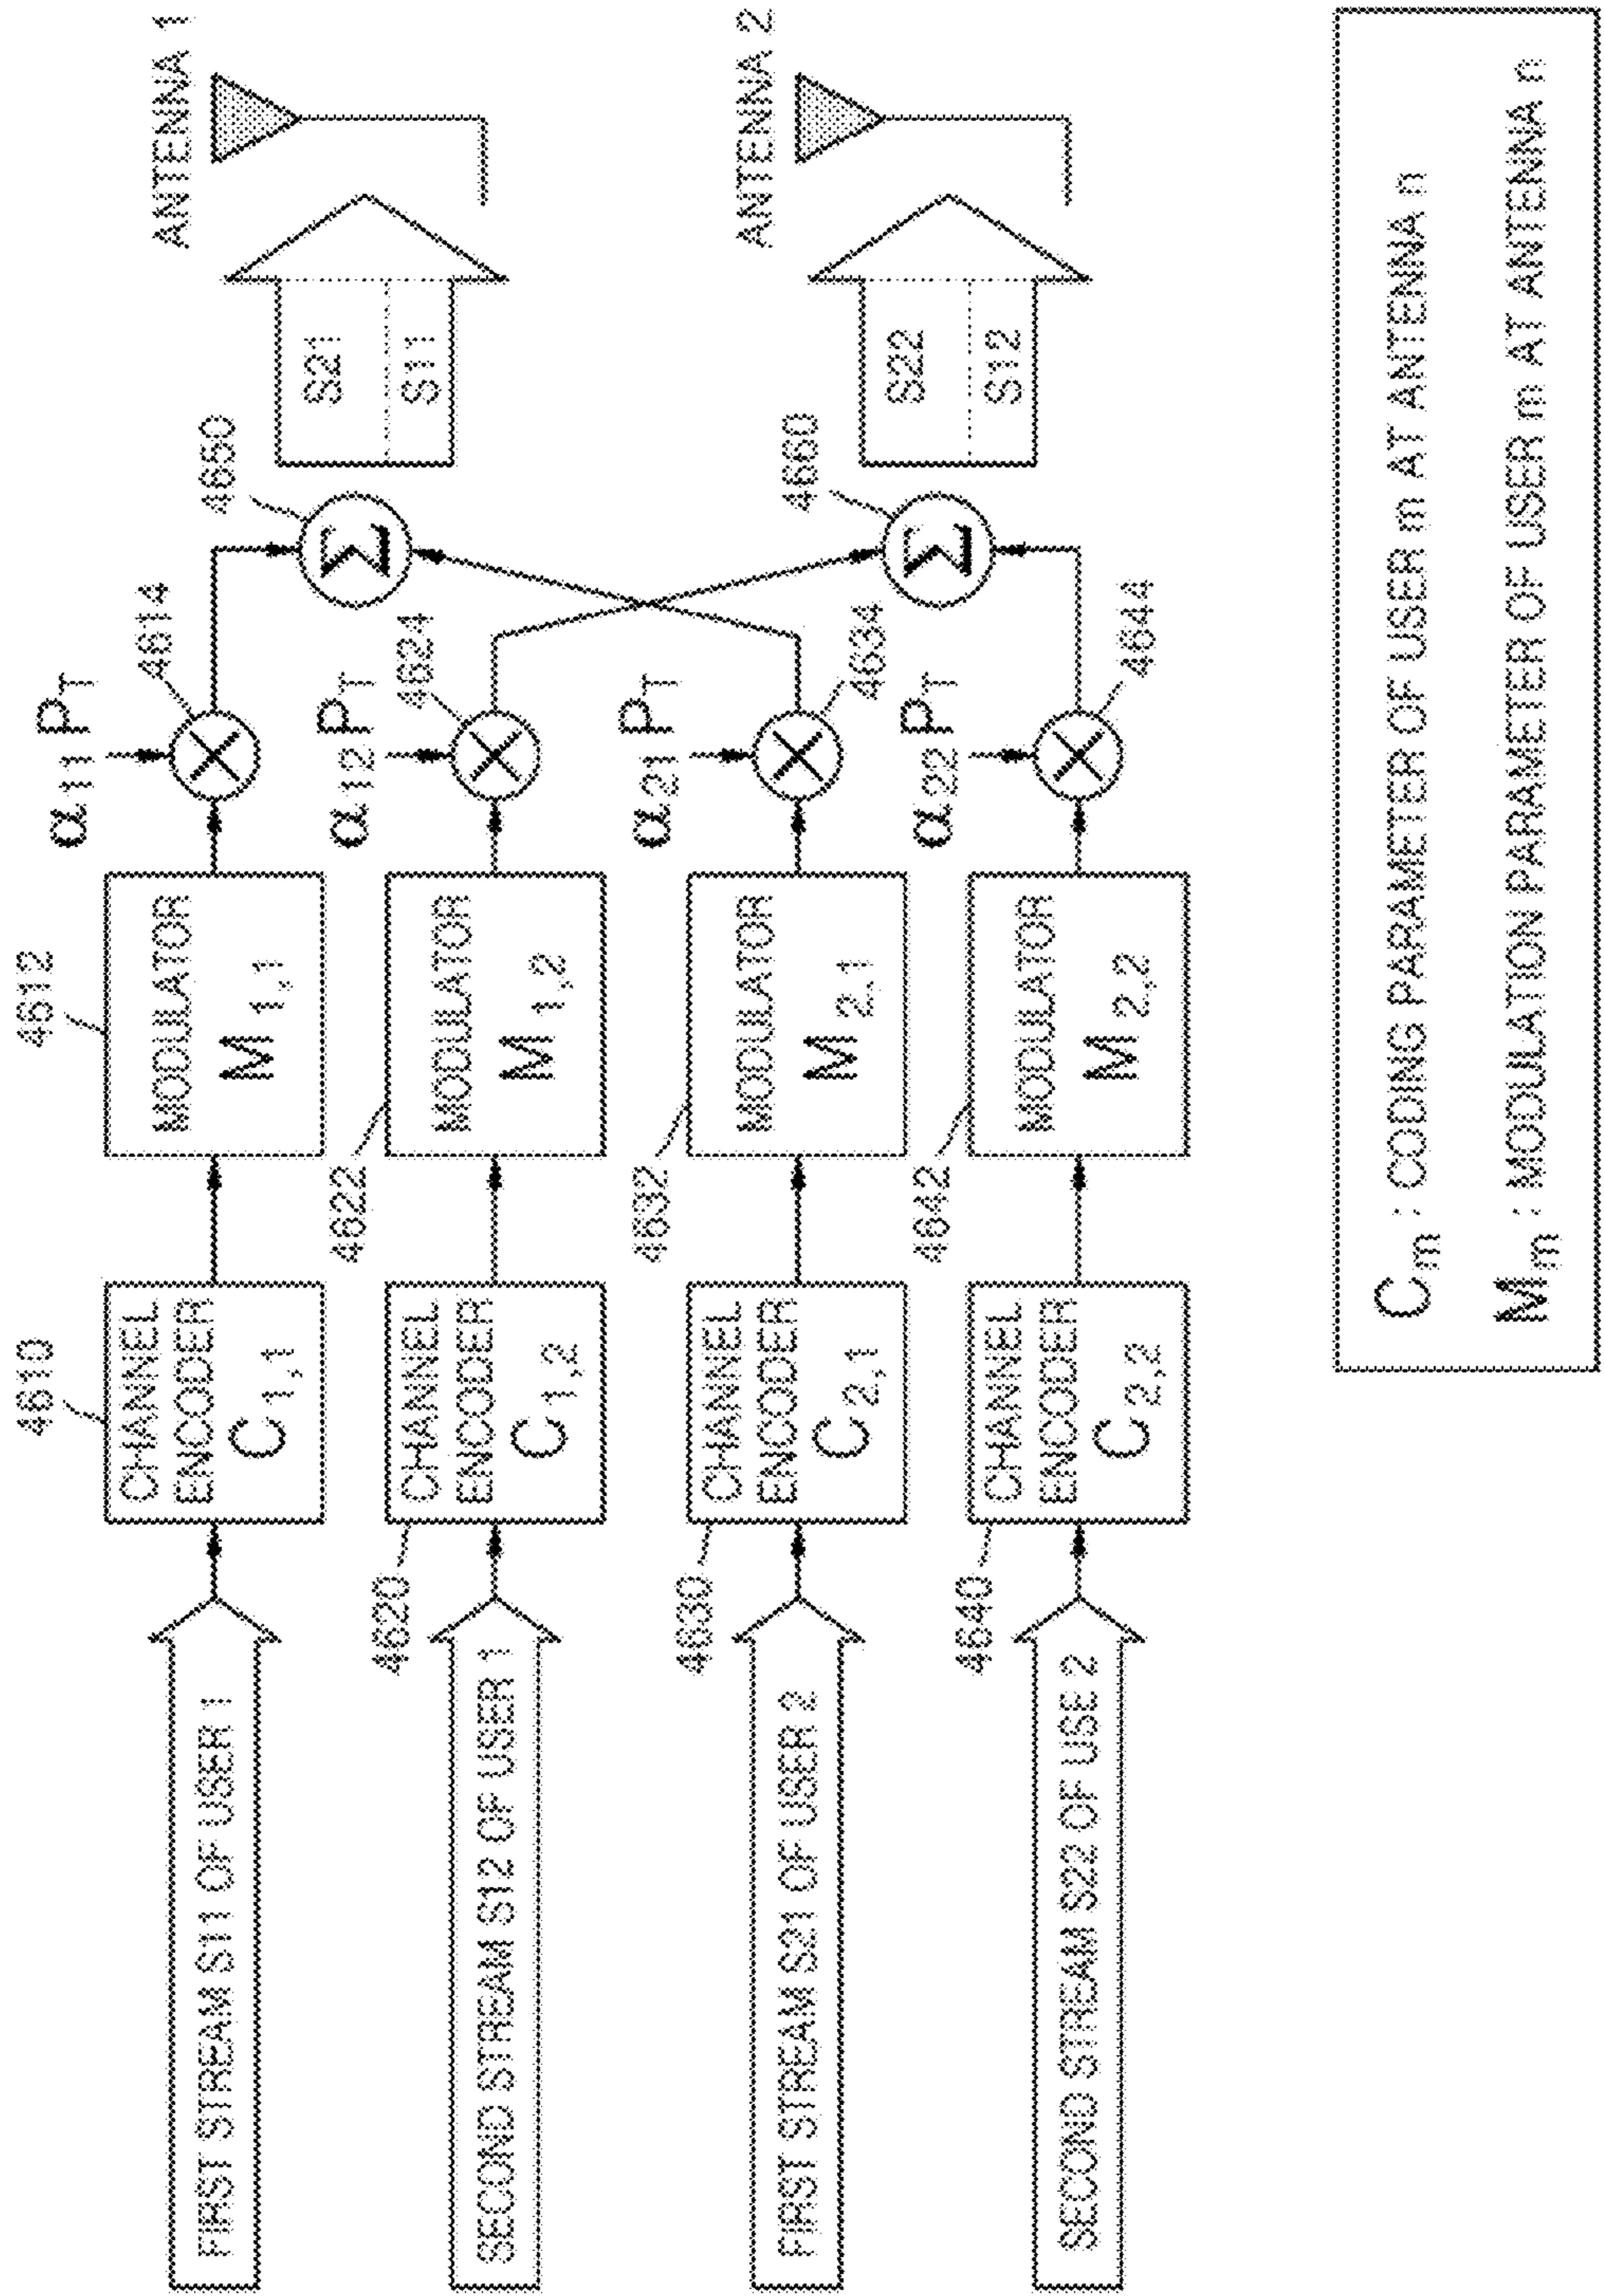 FIRST STREAM S11 OF USER 1
4610
CHANNEL
ENCODER
C1,1
4612
MODULATOR
M1,1
α11 PT
4614
4650
Σ
S21
S11
ANTENNA 1
SECOND STREAM S12 OF USER 1
4620
CHANNEL
ENCODER
C1,2
4622
MODULATOR
M1,2
α12 PT
4624
FIRST STREAM S21 OF USER 2
4630
CHANNEL
ENCODER
C2,1
4632
MODULATOR
M2,1
α21 PT
4634
4660
Σ
S22
S12
ANTENNA 2
SECOND STREAM S22 OF USE 2
4640
CHANNEL
ENCODER
C2,2
4642
MODULATOR
M2,2
α22 PT
4644
Cm : CODING PARAMETER OF USER m AT ANTENNA n
Mm : MODULATION PARAMETER OF USER m AT ANTENNA n